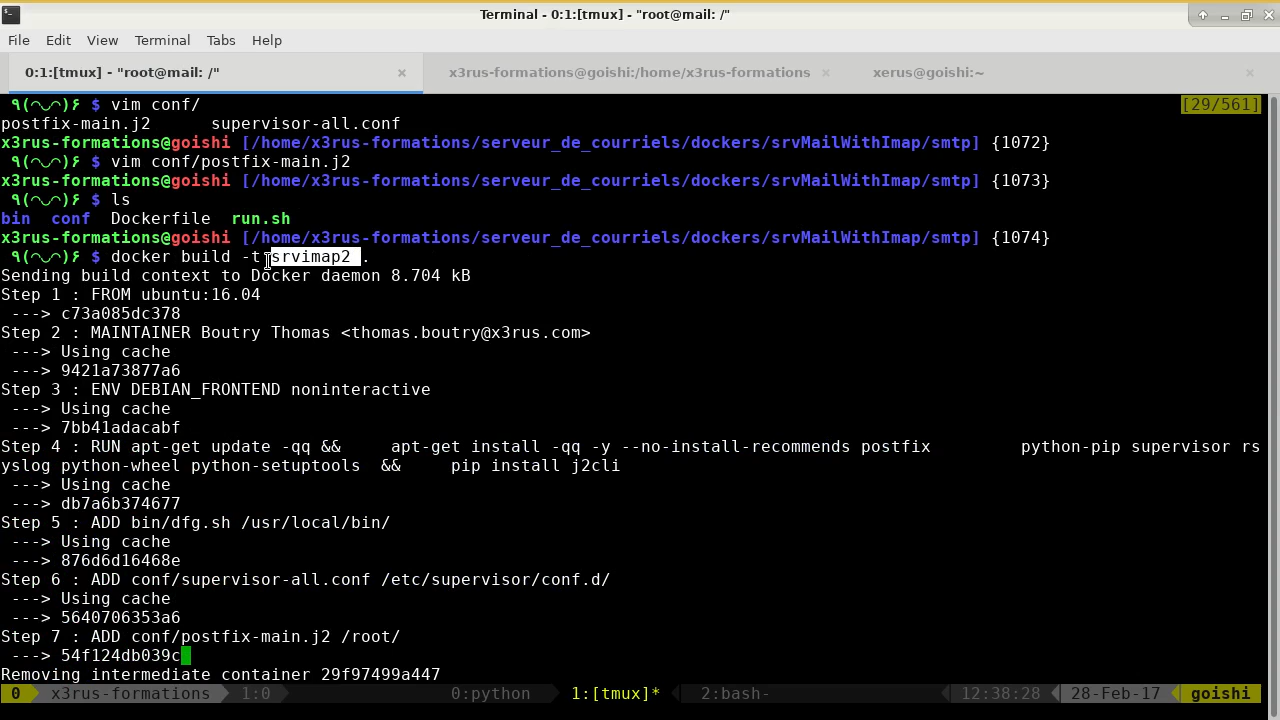 Terminal - 0:1:[tmux] - "root@mail: /"
File Edit View Terminal Tabs Help
0:1:[tmux] - "root@mail: /" × x3rus-formations@goishi:/home/x3rus-formations × xerus@goishi:~ ×
٩(◠‿◠)۶ $ vim conf/ [29/561]
postfix-main.j2      supervisor-all.conf
x3rus-formations@goishi [/home/x3rus-formations/serveur_de_courriels/dockers/srvMailWithImap/smtp] {1072}
٩(◠‿◠)۶ $ vim conf/postfix-main.j2
x3rus-formations@goishi [/home/x3rus-formations/serveur_de_courriels/dockers/srvMailWithImap/smtp] {1073}
٩(◠‿◠)۶ $ ls
bin  conf  Dockerfile  run.sh
x3rus-formations@goishi [/home/x3rus-formations/serveur_de_courriels/dockers/srvMailWithImap/smtp] {1074}
٩(◠‿◠)۶ $ docker build -t srvimap2 .
Sending build context to Docker daemon 8.704 kB
Step 1 : FROM ubuntu:16.04
 ---> c73a085dc378
Step 2 : MAINTAINER Boutry Thomas <thomas.boutry@x3rus.com>
 ---> Using cache
 ---> 9421a73877a6
Step 3 : ENV DEBIAN_FRONTEND noninteractive
 ---> Using cache
 ---> 7bb41adacabf
Step 4 : RUN apt-get update -qq &&     apt-get install -qq -y --no-install-recommends postfix         python-pip supervisor rs
yslog python-wheel python-setuptools  &&     pip install j2cli
 ---> Using cache
 ---> db7a6b374677
Step 5 : ADD bin/dfg.sh /usr/local/bin/
 ---> Using cache
 ---> 876d6d16468e
Step 6 : ADD conf/supervisor-all.conf /etc/supervisor/conf.d/
 ---> Using cache
 ---> 5640706353a6
Step 7 : ADD conf/postfix-main.j2 /root/
 ---> 54f124db039c
Removing intermediate container 29f97499a447
0 x3rus-formations 1:0 0:python 1:[tmux]* 2:bash- 12:38:28 28-Feb-17 goishi